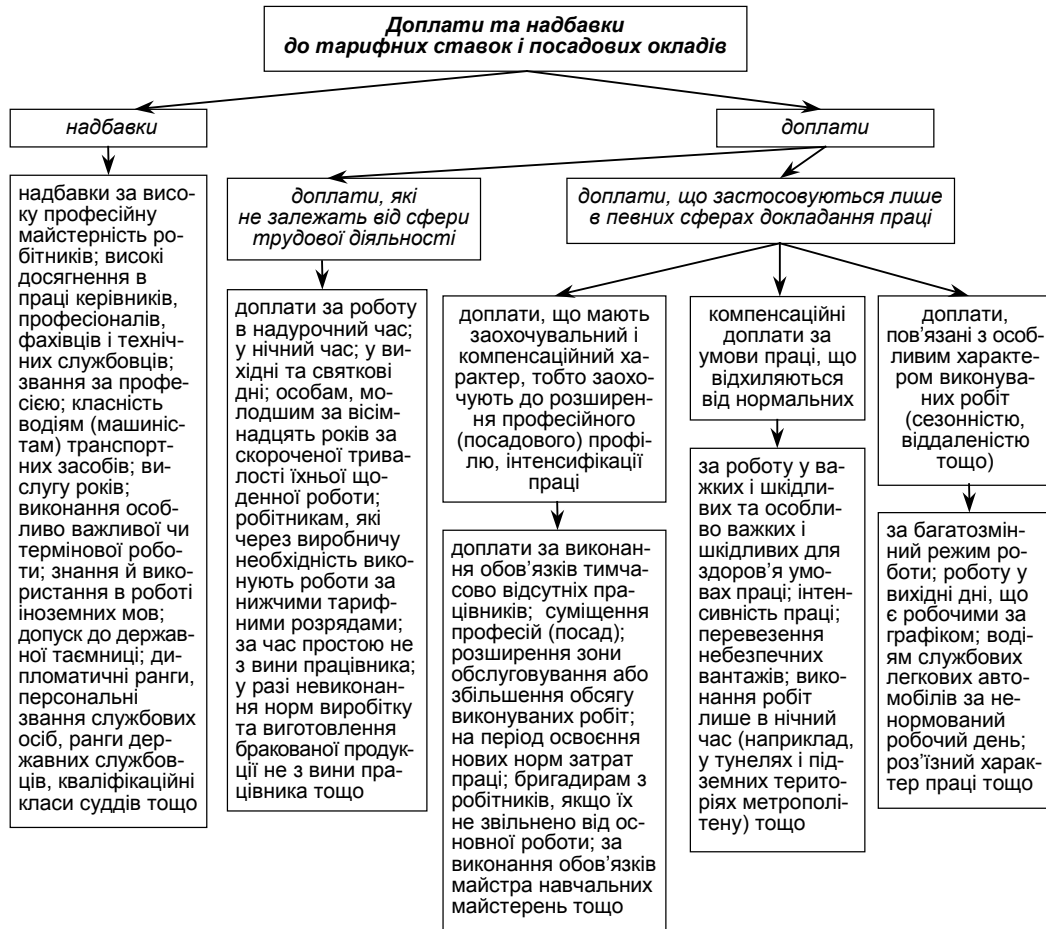 Доплати та надбавки
до тарифних ставок і посадових окладів
надбавки
доплати
надбавки за висо-
ку професійну
майстерність ро-
бітників; високі
досягнення в
праці керівників,
професіоналів,
фахівців і техніч-
них службовців;
звання за профе-
сією; класність
водіям (машиніс-
там) транспорт-
них засобів; ви-
слугу років;
виконання особ-
ливо важливої чи
термінової робо-
ти; знання й вико-
ристання в роботі
іноземних мов;
допуск до держав-
ної таємниці; ди-
пломатичні ранги,
персональні
звання службових
осіб, ранги дер-
жавних службов-
ців, кваліфікаційні
класи суддів тощо
доплати, які
не залежать від сфери
трудової діяльності
доплати, що застосовуються лише
в певних сферах докладання праці
доплати за роботу
в надурочний час;
у нічний час; у ви-
хідні та святкові
дні; особам, мо-
лодшим за вісім-
надцять років за
скороченої трива-
лості їхньої що-
денної роботи;
робітникам, які
через виробничу
необхідність вико-
нують роботи за
нижчими тариф-
ними розрядами;
за час простою не
з вини працівника;
у разі невиконан-
ня норм виробітку
та виготовлення
бракованої продук-
ції не з вини пра-
цівника тощо
доплати, що мають
заохочувальний і
компенсаційний ха-
рактер, тобто заохо-
чують до розширен-
ня професійного
(посадового) профі-
лю, інтенсифікації
праці
компенсаційні
доплати за
умови праці, що
відхиляються
від нормальних
доплати,
пов’язані з особ-
ливим характе-
ром виконува-
них робіт
(сезонністю,
віддаленістю
тощо)
доплати за виконан-
ня обов’язків тимча-
сово відсутніх пра-
цівників; суміщення
професій (посад);
розширення зони
обслуговування або
збільшення обсягу
виконуваних робіт;
на період освоєння
нових норм затрат
праці; бригадирам з
робітників, якщо їх
не звільнено від ос-
новної роботи; за
виконання обов’язків
майстра навчальних
майстерень тощо
за роботу у ва-
жких і шкідли-
вих та особли-
во важких і
шкідливих для
здоров’я умо-
вах праці; інтен-
сивність праці;
перевезення
небезпечних
вантажів; вико-
нання робіт
лише в нічний
час (наприклад,
у тунелях і під-
земних територ-
іях метрополі-
тену) тощо
за багатозмін-
ний режим ро-
боти; роботу у
вихідні дні, що
є робочими за
графіком; воді-
ям службових
легкових авто-
мобілів за не-
нормований
робочий день;
роз’їзний харак-
тер праці тощо